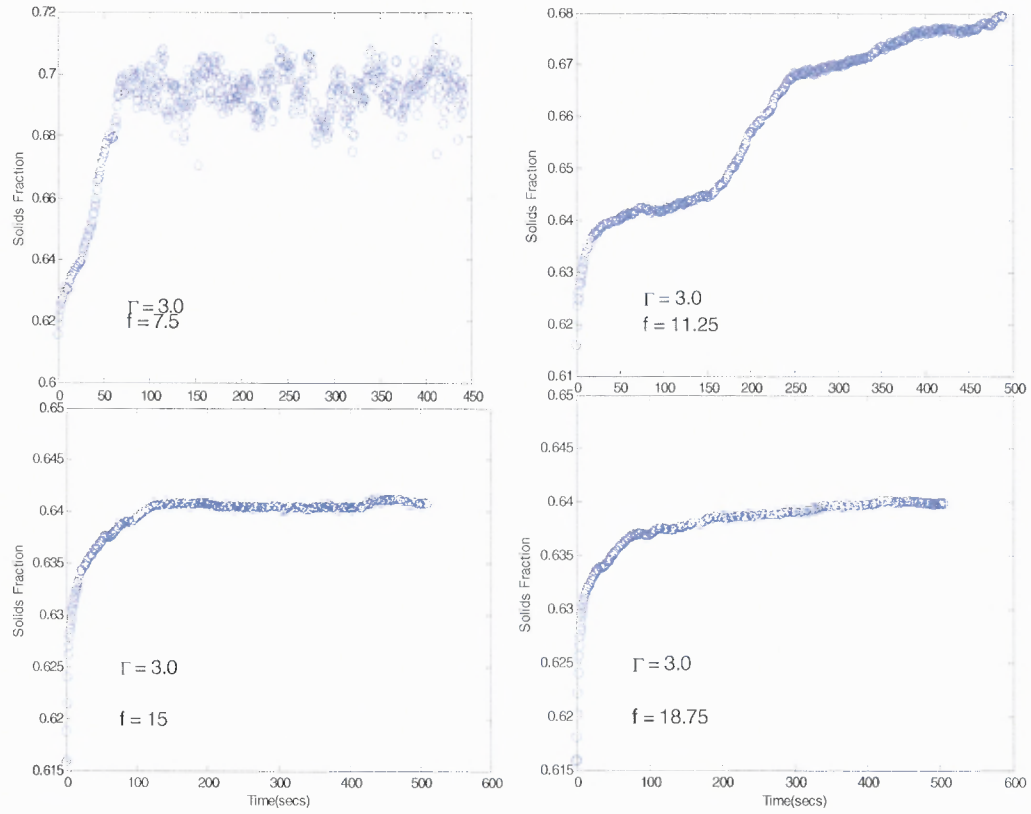 0.72
0.7
0.68
0.66
0.64
0.62
0.6
Solids Fraction
Γ = 3.0
f = 7.5
0 50 100 150 200 250 300 350 400 450
0.68
0.67
0.66
0.65
0.64
0.63
0.62
0.61
Solids Fraction
Γ = 3.0
f = 11.25
0 50 100 150 200 250 300 350 400 450 500
0.65
0.645
0.64
0.635
0.63
0.625
0.62
0.615
Solids Fraction
Γ = 3.0
f = 15
0 100 200 300 400 500 600
Time(secs)
0.65
0.645
0.64
0.635
0.63
0.625
0.62
0.615
Solids Fraction
Γ = 3.0
f = 18.75
0 100 200 300 400 500 600
Time(secs)